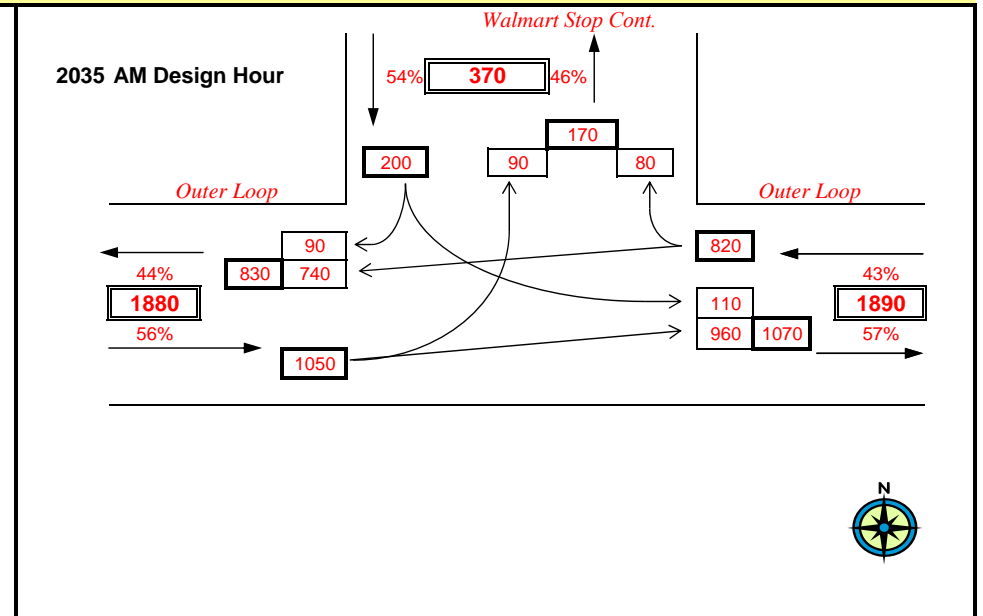 Walmart Stop Cont.
2035 AM Design Hour
54% 370 46%
170
200 90 80
Outer Loop Outer Loop
90 820
44% 830 740 43%
1880 110 1890
56% 960 1070 57%
1050
N